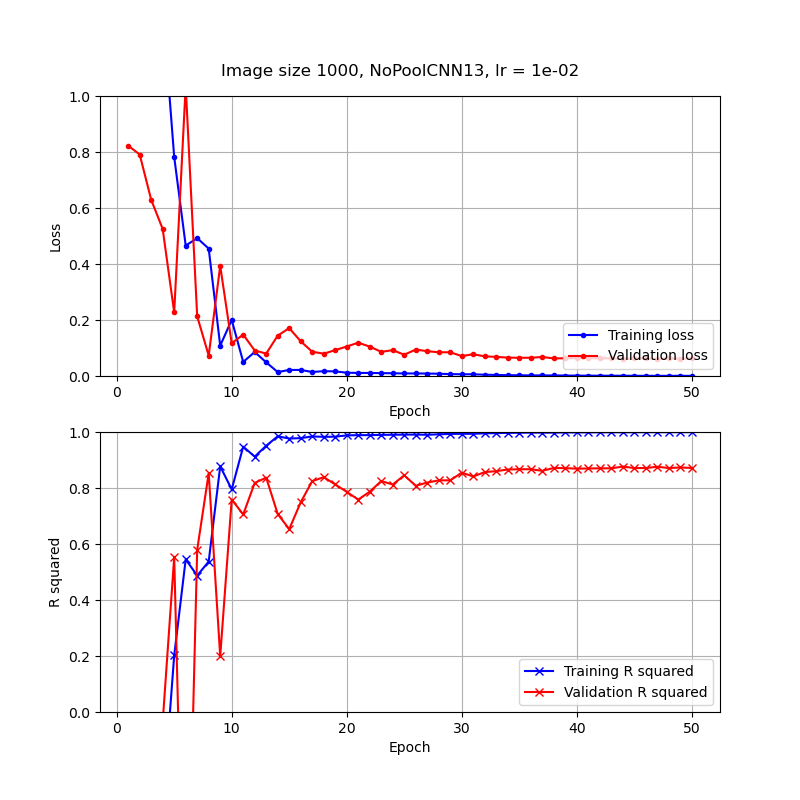 Image size 1000, NoPoolCNN13, lr = 1e-02
1.0
0.8
0.6
0.4
0.2
0.0
Loss
Training loss
Validation loss
0 10 20 30 40 50
Epoch
1.0
0.8
0.6
0.4
0.2
0.0
R squared
Training R squared
Validation R squared
0 10 20 30 40 50
Epoch